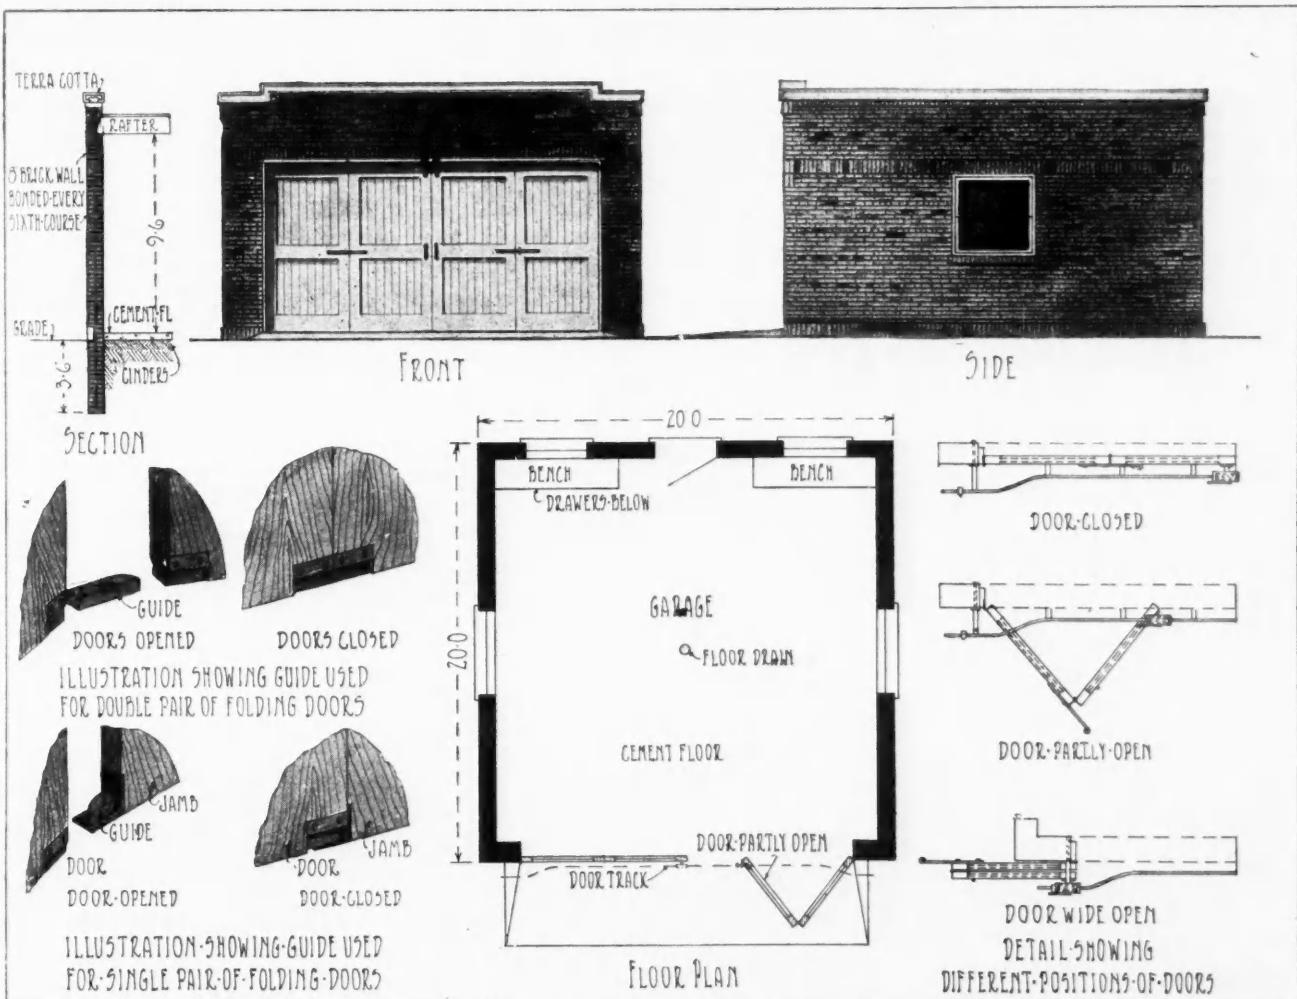 TERRA COTTA
RAFTER
8 BRICK WALL
BONDED·EVERY
SIXTH·COURSE
9·6
GRADE
CEMENT·FL
CINDERS
3·6
SECTION
FRONT
SIDE
20·0
BENCH
BENCH
DRAWERS·BELOW
20·0
GARAGE
FLOOR DRAIN
CEMENT FLOOR
DOOR·PARTLY OPEN
DOOR TRACK
FLOOR PLAN
GUIDE
DOORS OPENED
DOORS CLOSED
ILLUSTRATION SHOWING GUIDE USED
FOR DOUBLE PAIR OF FOLDING DOORS
JAMB
GUIDE
DOOR
DOOR·OPENED
JAMB
DOOR
DOOR·CLOSED
ILLUSTRATION·SHOWING·GUIDE USED
FOR·SINGLE PAIR·OF·FOLDING·DOORS
DOOR·CLOSED
DOOR·PARTLY·OPEN
DOOR WIDE OPEN
DETAIL·SHOWING
DIFFERENT·POSITIONS·OF·DOORS